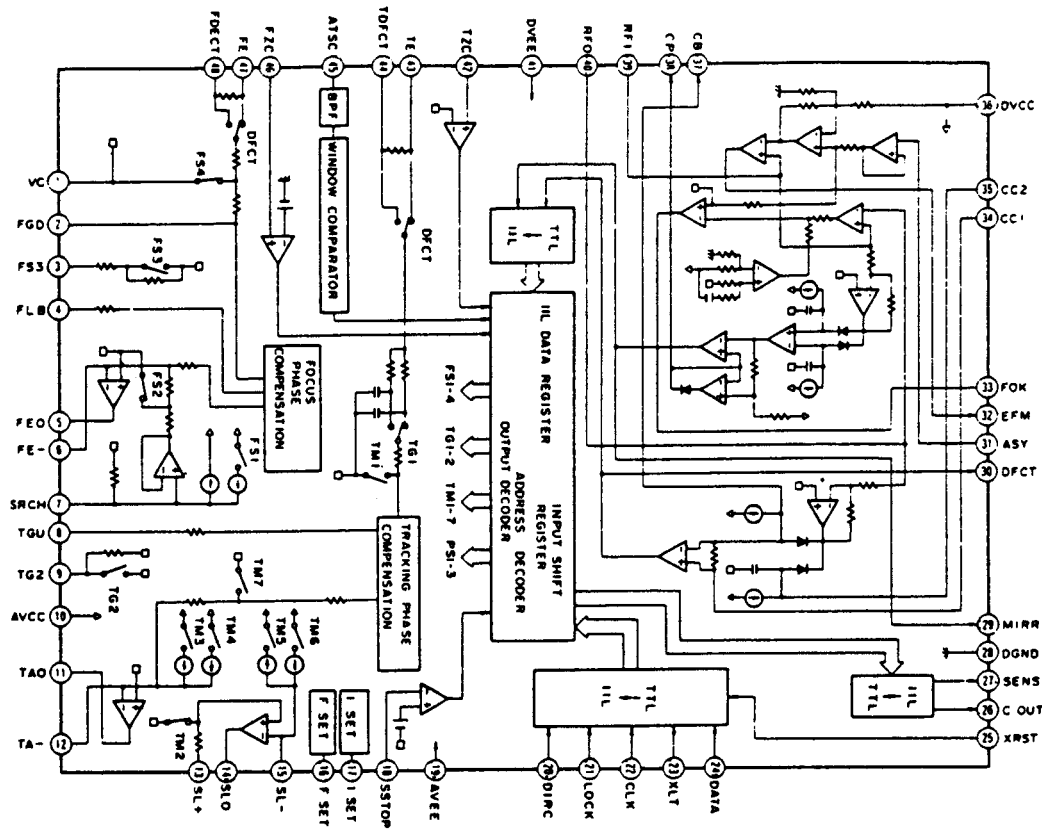 48 FDECT
47 FE
46 FZC
45 ATSC
44 TDFCT
43 TE
42 TZC
41 DVEE
40 RFO
39 RFI
38 CP
37 CB
36 DVCC
35 CC2
34 CC1
33 FOK
32 EFM
31 ASY
30 DFCT
29 MIRR
28 DGND
27 SENS
26 C OUT
25 XRST
1 VC
2 FGD
3 FS3
4 FLB
5 FEO
6 FE-
7 SRCH
8 TGU
9 TG2
10 AVCC
11 TAO
12 TA-
13 SL+
14 SLO
15 SL-
16 F SET
17 I SET
18 SSTOP
19 AVEE
20 DIRC
21 LOCK
22 CLK
23 XLT
24 DATA
DFCT
FS4
FS3
BPF
WINDOW COMPARATOR
DFCT
TTL
IIL
FOCUS
PHASE
COMPENSATION
FS2
FS1
TG1
TM1
TRACKING PHASE
COMPENSATION
TG2
TM7
TM3
TM4
TM5
TM6
TM2
F SET
I SET
IIL DATA REGISTER
INPUT SHIFT
REGISTER
ADDRESS DECODER
OUTPUT DECODER
FS1-4
TG1-2
TM1-7
PS1-3
TTL
IIL
IIL
TTL